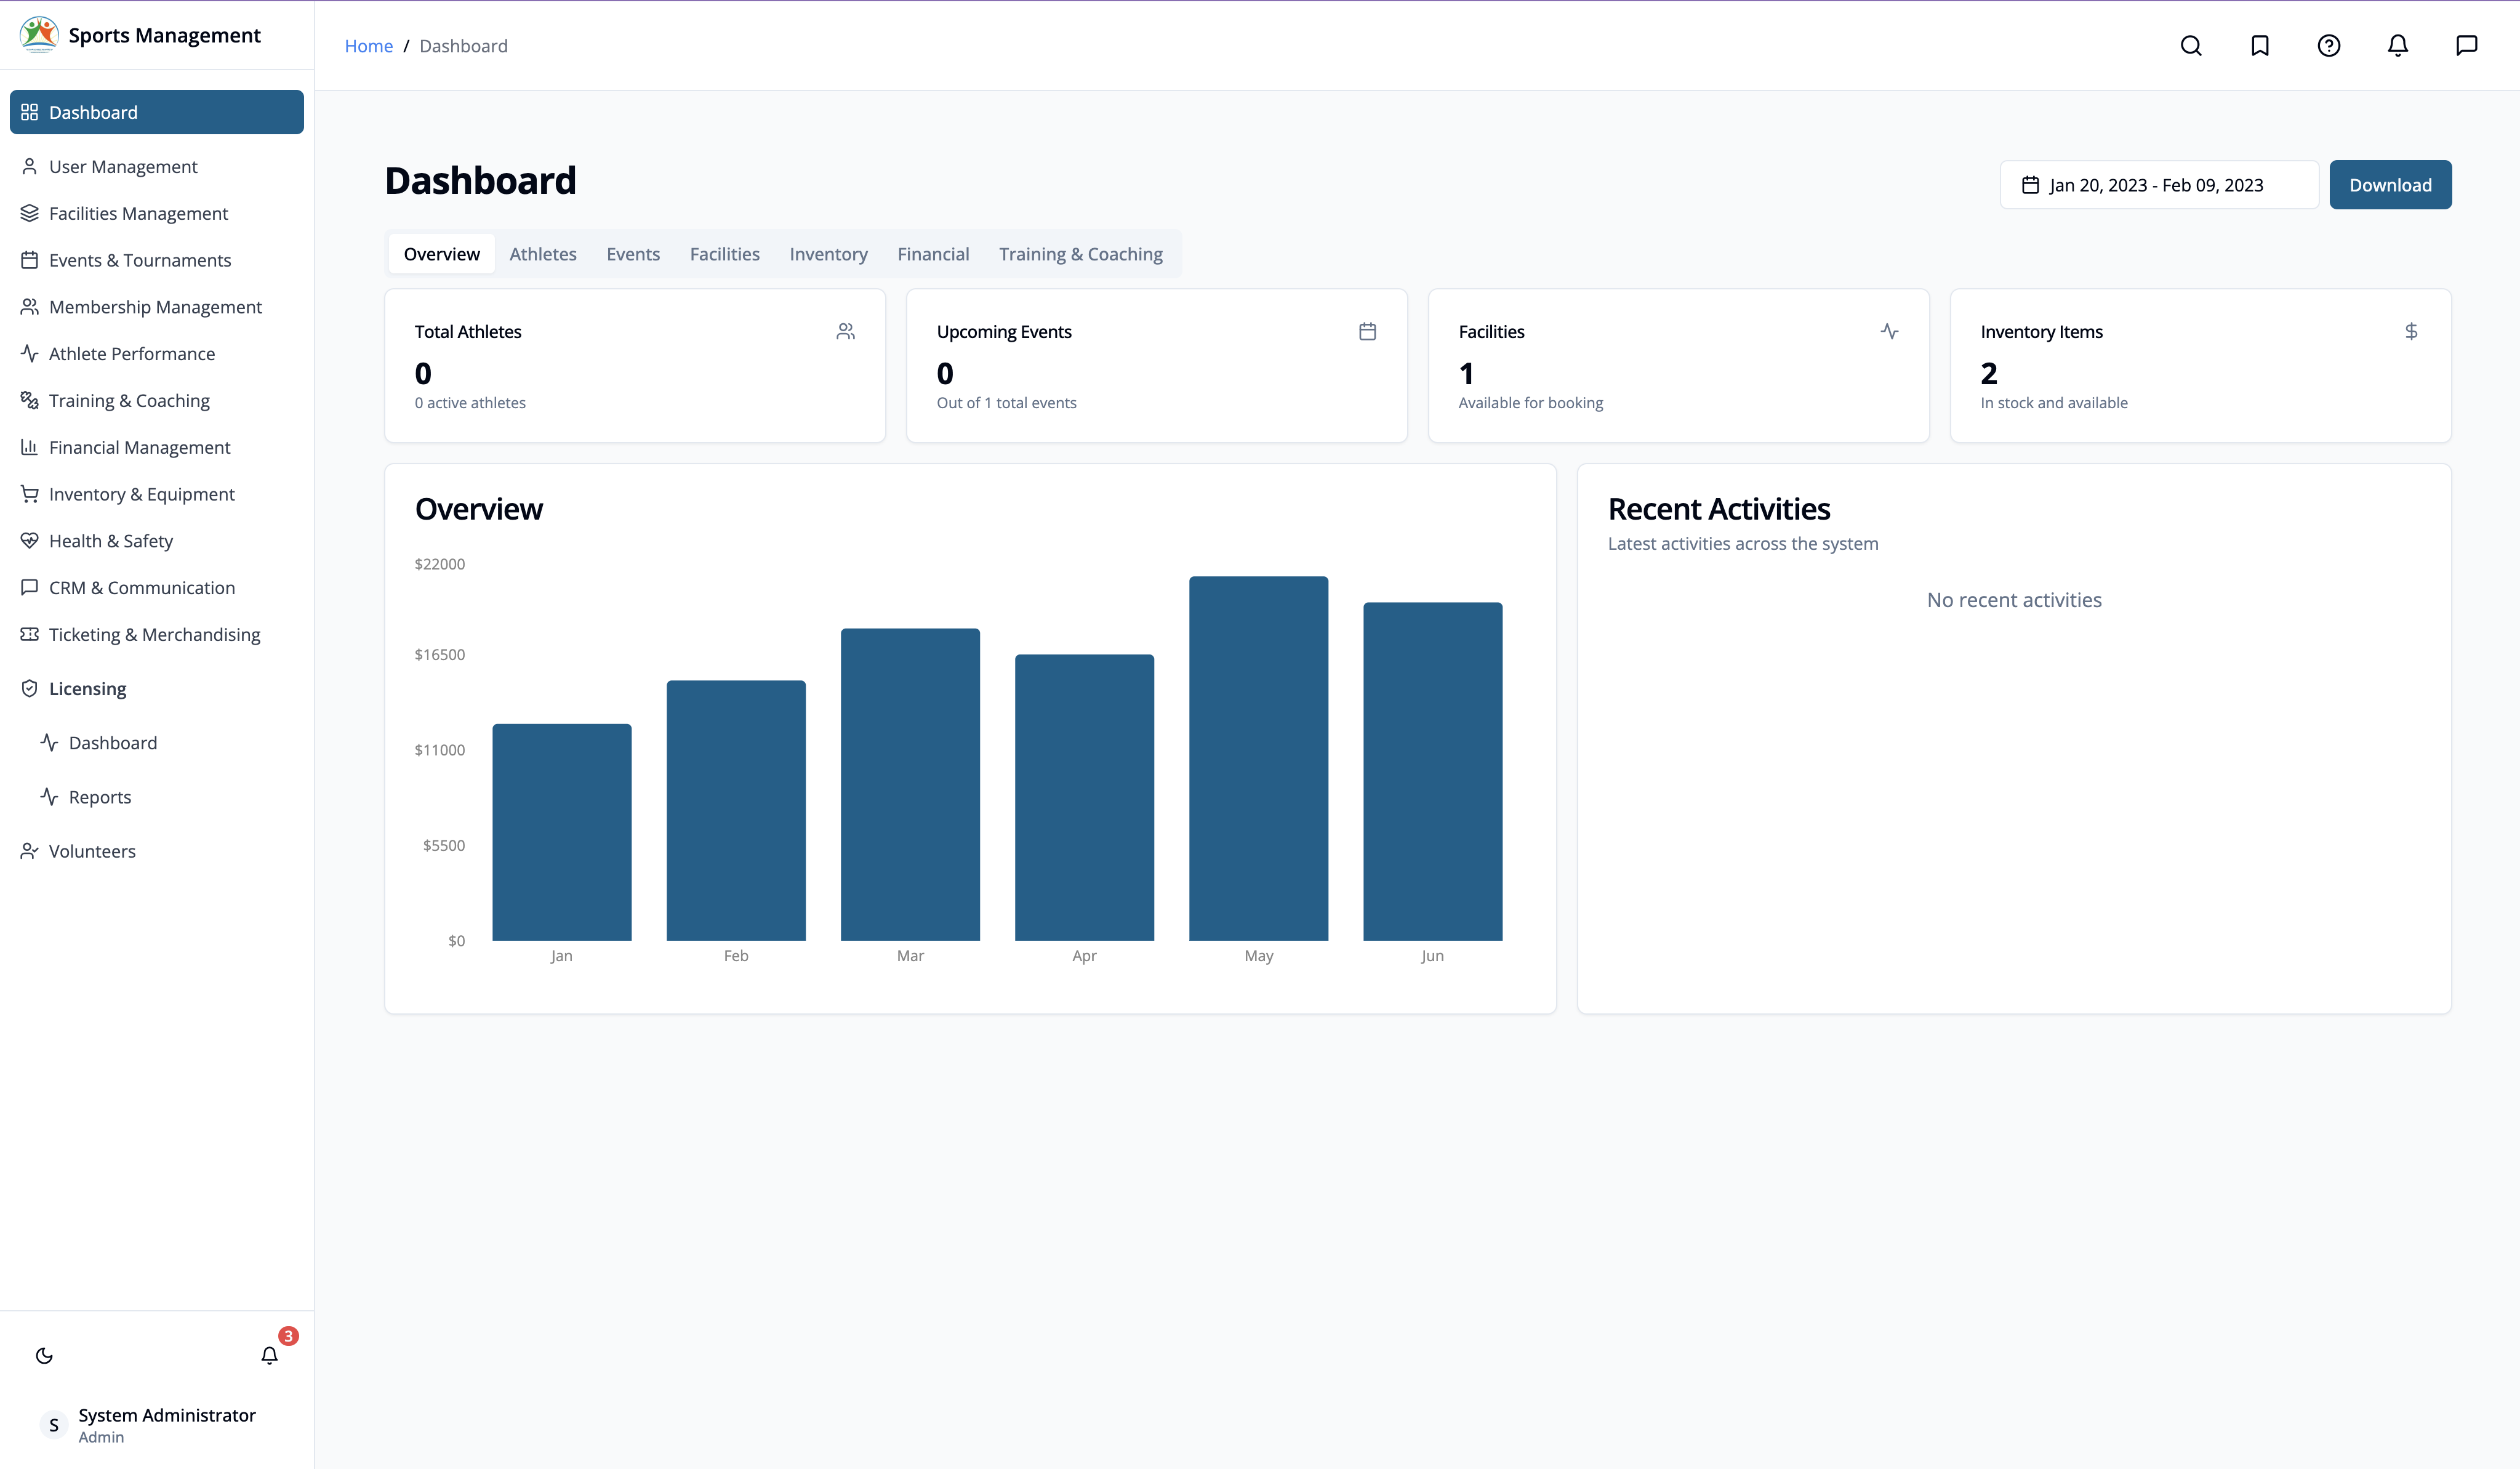 Sports Management
Home / Dashboard
Dashboard
User Management
Facilities Management
Events & Tournaments
Membership Management
Athlete Performance
Training & Coaching
Financial Management
Inventory & Equipment
Health & Safety
CRM & Communication
Ticketing & Merchandising
Licensing
Dashboard
Reports
Volunteers
3
S
System Administrator
Admin
Dashboard
Jan 20, 2023 - Feb 09, 2023
Download
Overview Athletes Events Facilities Inventory Financial Training & Coaching
Total Athletes
0
0 active athletes
Upcoming Events
0
Out of 1 total events
Facilities
1
Available for booking
Inventory Items
2
In stock and available
Overview
$22000
$16500
$11000
$5500
$0
Jan Feb Mar Apr May Jun
Recent Activities
Latest activities across the system
No recent activities